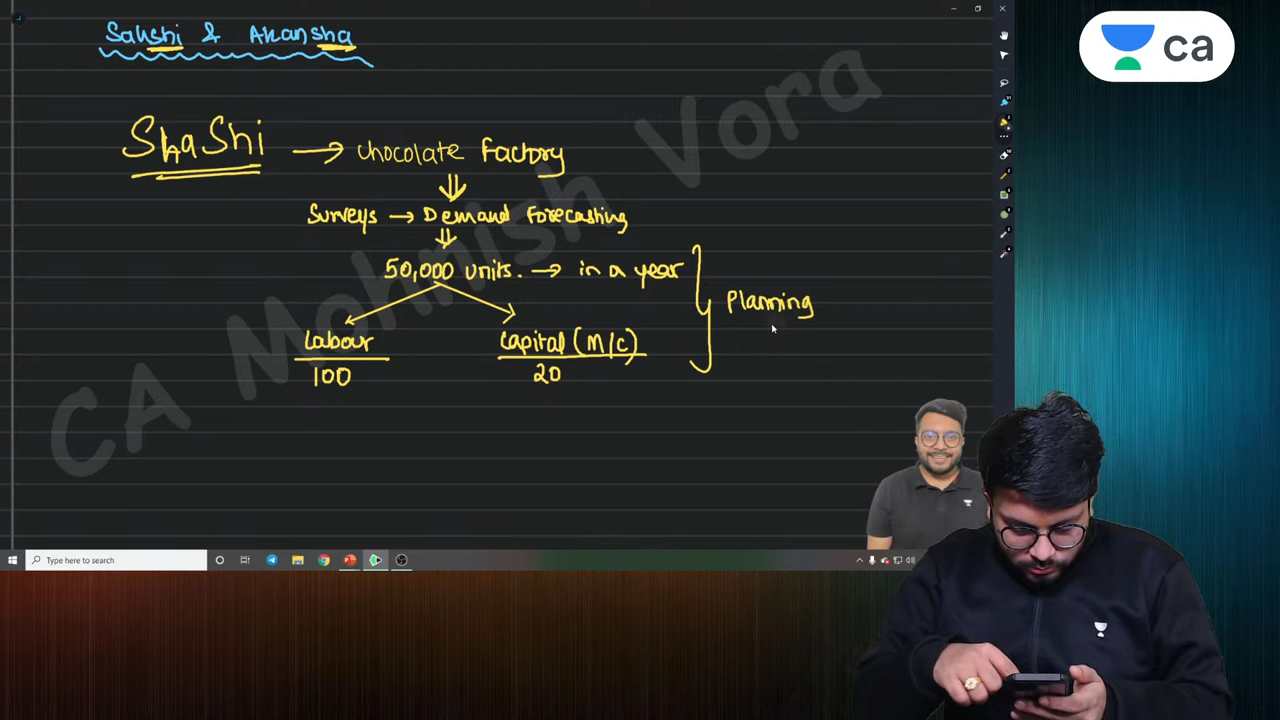 Sakshi & Akansha
ca
ShaShi → Chocolate Factory
Surveys → Demand Forecasting
50,000 units. → in a year
Planning
Labour
100
Capital (M/C)
20
CA Mohnish Vora
Type here to search